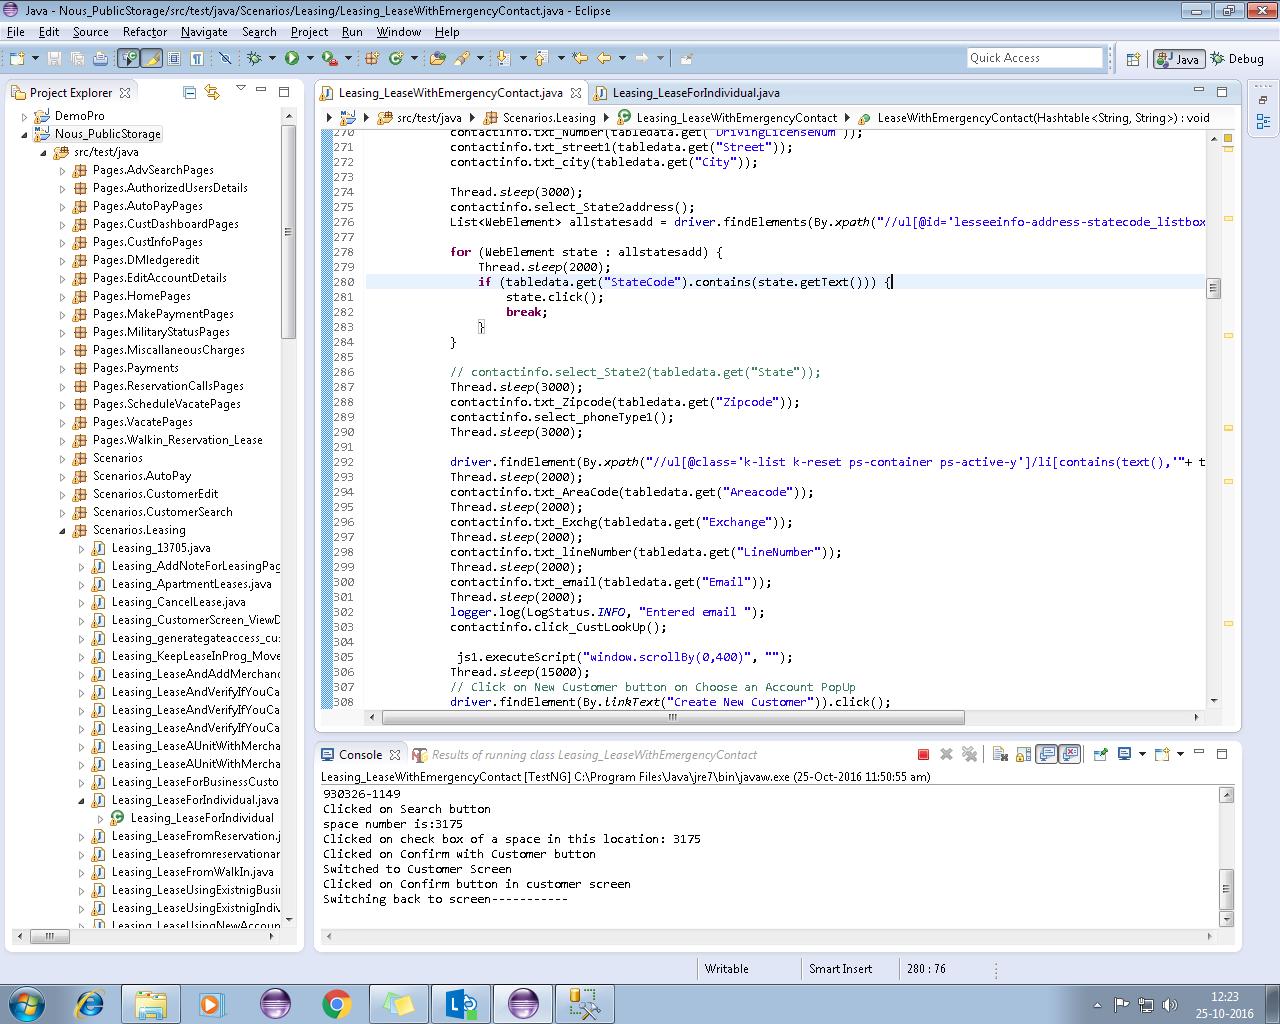 Java - Nous_PublicStorage/src/test/java/Scenarios/Leasing/Leasing_LeaseWithEmergencyContact.java - Eclipse
File Edit Source Refactor Navigate Search Project Run Window Help
Quick Access
Java
Debug
Project Explorer
DemoPro
Nous_PublicStorage
src/test/java
Pages.AdvSearchPages
Pages.AuthorizedUsersDetails
Pages.AutoPayPages
Pages.CustDashboardPages
Pages.CustInfoPages
Pages.DMledgeredit
Pages.EditAccountDetails
Pages.HomePages
Pages.MakePaymentPages
Pages.MilitaryStatusPages
Pages.MiscallaneousCharges
Pages.Payments
Pages.ReservationCallsPages
Pages.ScheduleVacatePages
Pages.VacatePages
Pages.Walkin_Reservation_Lease
Scenarios
Scenarios.AutoPay
Scenarios.CustomerEdit
Scenarios.CustomerSearch
Scenarios.Leasing
Leasing_13705.java
Leasing_AddNoteForLeasingPag
Leasing_ApartmentLeases.java
Leasing_CancelLease.java
Leasing_CustomerScreen_ViewD
Leasing_generategateaccess_cu
Leasing_KeepLeaseInProg_Move
Leasing_LeaseAndAddMerchan
Leasing_LeaseAndVerifyIfYouCa
Leasing_LeaseAndVerifyIfYouCa
Leasing_LeaseAndVerifyIfYouCa
Leasing_LeaseAUnitWithMercha
Leasing_LeaseAUnitWithMercha
Leasing_LeaseForBusinessCusto
Leasing_LeaseForIndividual.java
Leasing_LeaseForIndividual
Leasing_LeaseFromReservation.j
Leasing_Leasefromreservationar
Leasing_LeaseFromWalkIn.java
Leasing_LeaseUsingExistnigBusi
Leasing_LeaseUsingExistnigIndiv
Leasing_LeaseUsingNewAccoun
Leasing_LeaseWithEmergencyContact.java
Leasing_LeaseForIndividual.java
src/test/java
Scenarios.Leasing
Leasing_LeaseWithEmergencyContact
LeaseWithEmergencyContact(Hashtable<String, String>) : void
270 contactinfo.txt_Number(tabledata.get("DrivingLicenseNum"));
271 contactinfo.txt_street1(tabledata.get("Street"));
272 contactinfo.txt_city(tabledata.get("City"));
273
274 Thread.sleep(3000);
275 contactinfo.select_State2address();
276 List<WebElement> allstatesadd = driver.findElements(By.xpath("//ul[@id='lesseeinfo-address-statecode_listbox
277
278 for (WebElement state : allstatesadd) {
279 Thread.sleep(2000);
280 if (tabledata.get("StateCode").contains(state.getText())) {
281 state.click();
282 break;
283 }
284 }
285
286 // contactinfo.select_State2(tabledata.get("State"));
287 Thread.sleep(3000);
288 contactinfo.txt_Zipcode(tabledata.get("Zipcode"));
289 contactinfo.select_phoneType1();
290 Thread.sleep(3000);
291
292 driver.findElement(By.xpath("//ul[@class='k-list k-reset ps-container ps-active-y']/li[contains(text(),'"+ t
293 Thread.sleep(2000);
294 contactinfo.txt_AreaCode(tabledata.get("Areacode"));
295 Thread.sleep(2000);
296 contactinfo.txt_Exchg(tabledata.get("Exchange"));
297 Thread.sleep(2000);
298 contactinfo.txt_lineNumber(tabledata.get("LineNumber"));
299 Thread.sleep(2000);
300 contactinfo.txt_email(tabledata.get("Email"));
301 Thread.sleep(2000);
302 logger.log(LogStatus.INFO, "Entered email ");
303 contactinfo.click_CustLookUp();
304
305 js1.executeScript("window.scrollBy(0,400)", "");
306 Thread.sleep(15000);
307 // Click on New Customer button on Choose an Account PopUp
308 driver.findElement(By.linkText("Create New Customer")).click();
Console
Results of running class Leasing_LeaseWithEmergencyContact
Leasing_LeaseWithEmergencyContact [TestNG] C:\Program Files\Java\jre7\bin\javaw.exe (25-Oct-2016 11:50:55 am)
930326-1149
Clicked on Search button
space number is:3175
Clicked on check box of a space in this location: 3175
Clicked on Confirm with Customer button
Switched to Customer Screen
Clicked on Confirm button in customer screen
Switching back to screen-----------
Writable
Smart Insert
280 : 76
12:23
25-10-2016